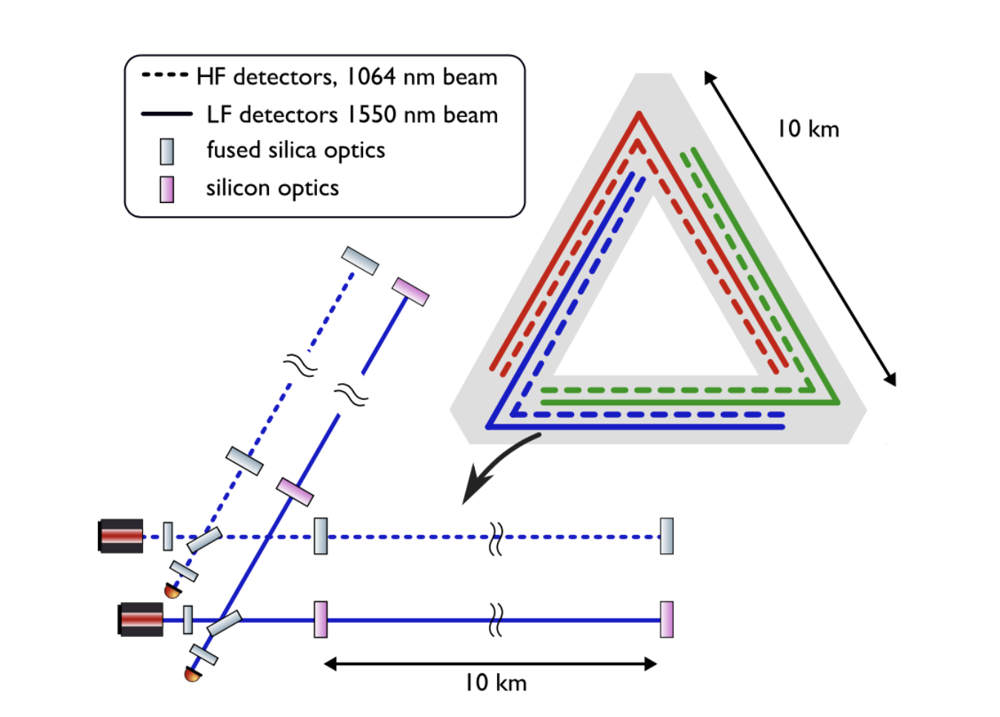 HF detectors, 1064 nm beam
LF detectors 1550 nm beam
fused silica optics
silicon optics
10 km
10 km